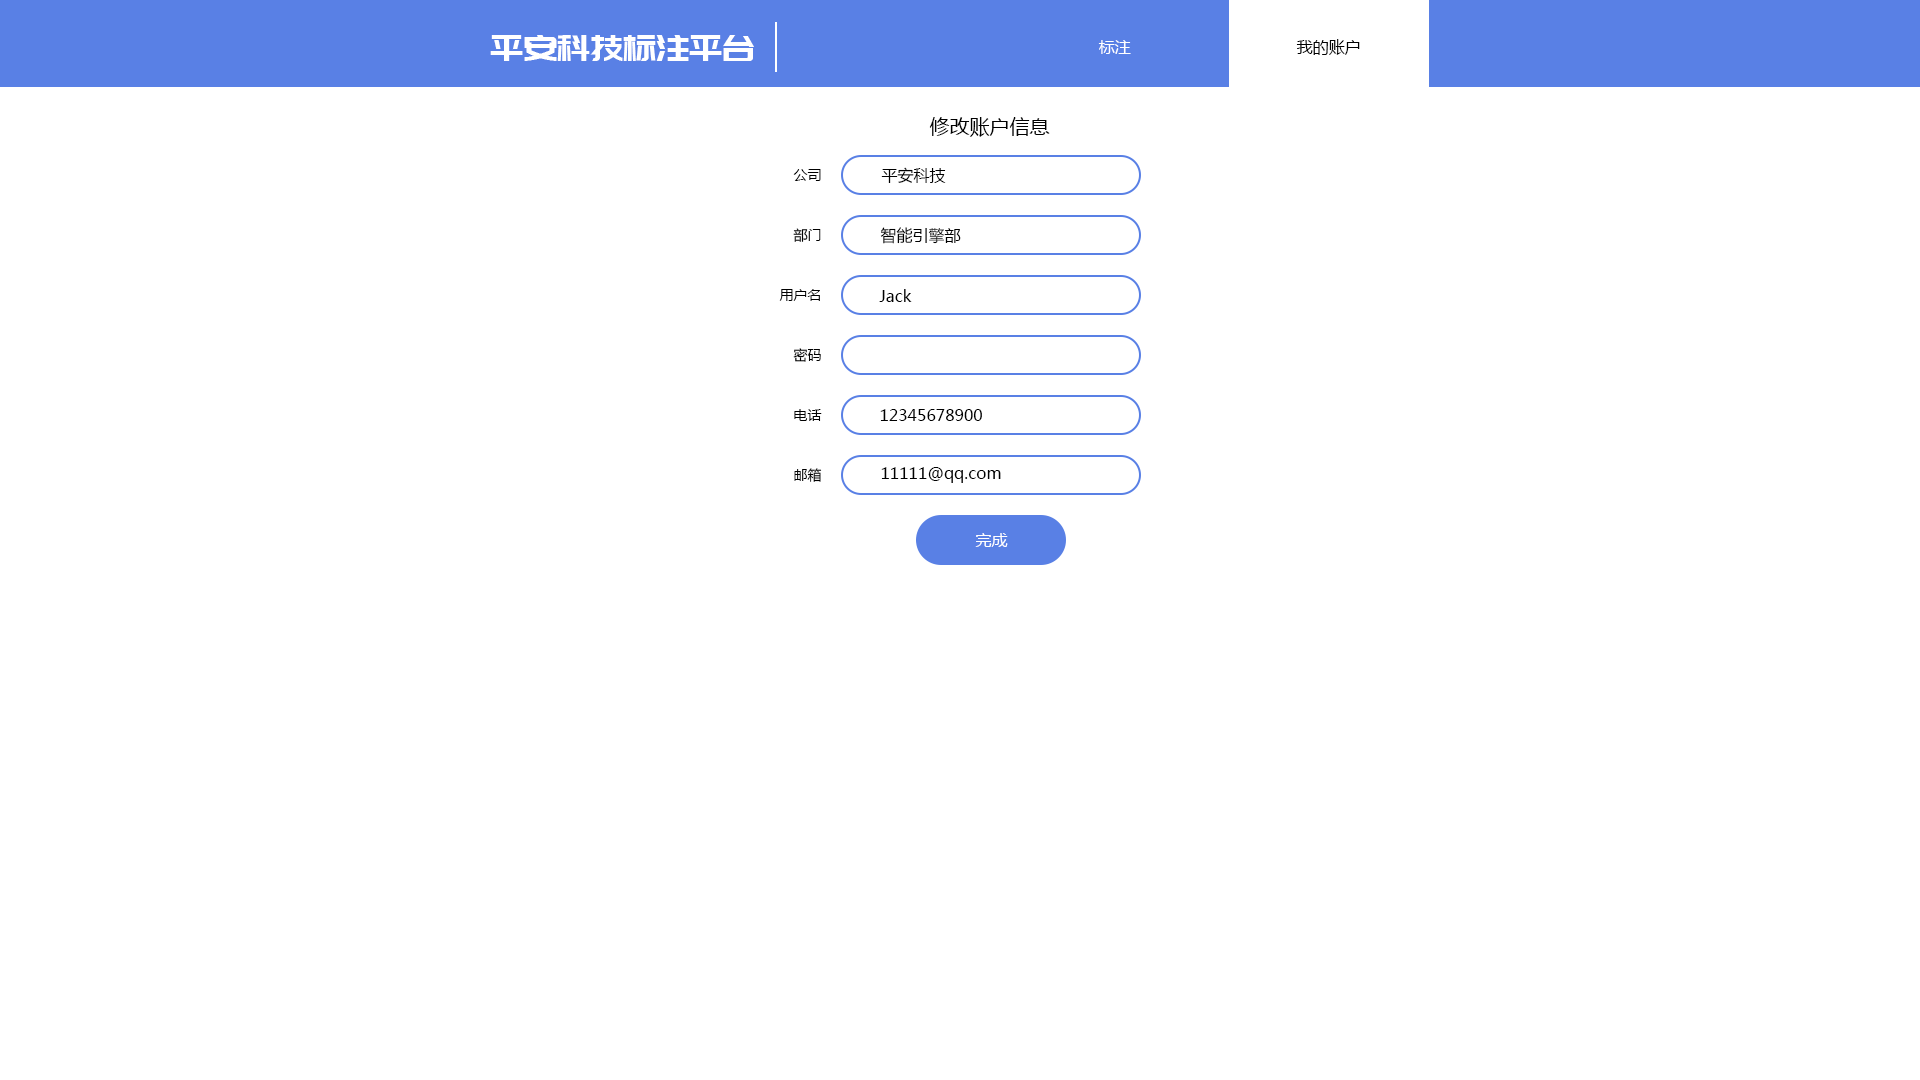 平安科技标注平台
标注
我的账户
修改账户信息
公司 平安科技
部门 智能引擎部
用户名 Jack
密码
电话 12345678900
邮箱 11111@qq.com
完成